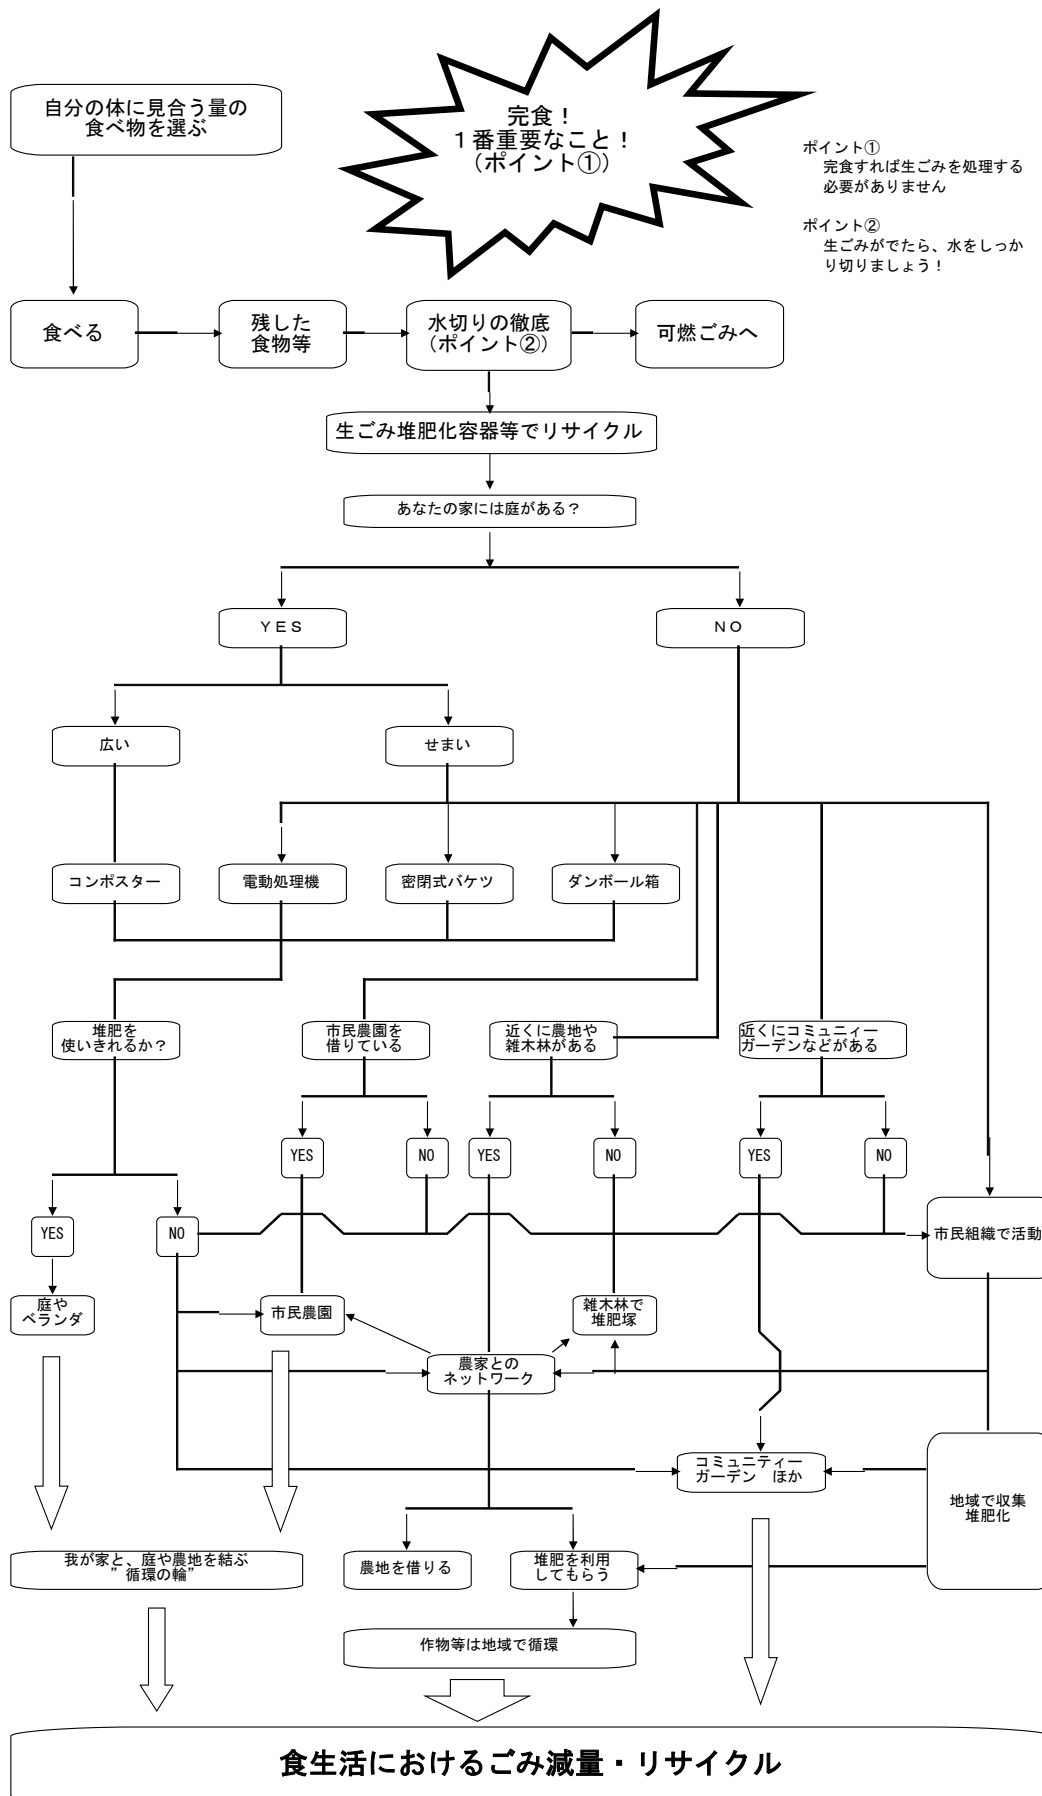 自分の体に見合う量の
食べ物を選ぶ
完食！
１番重要なこと！
（ポイント①）
ポイント①
完食すれば生ごみを処理する
必要がありません
ポイント②
生ごみがでたら、水をしっか
り切りましょう！
食べる
残した
食物等
水切りの徹底
（ポイント②）
可燃ごみへ
生ごみ堆肥化容器等でリサイクル
あなたの家には庭がある？
ＹＥＳ
ＮＯ
広い
せまい
コンポスター
電動処理機
密閉式バケツ
ダンボール箱
堆肥を
使いきれるか？
市民農園を
借りている
近くに農地や
雑木林がある
近くにコミュニィー
ガーデンなどがある
YES
NO
YES
NO
YES
NO
YES
NO
市民組織で活動
庭や
ベランダ
市民農園
雑木林で
堆肥塚
農家との
ネットワーク
コミュニティー
ガーデン　ほか
地域で収集
堆肥化
我が家と、庭や農地を結ぶ
”循環の輪”
農地を借りる
堆肥を利用
してもらう
作物等は地域で循環
食生活におけるごみ減量・リサイクル